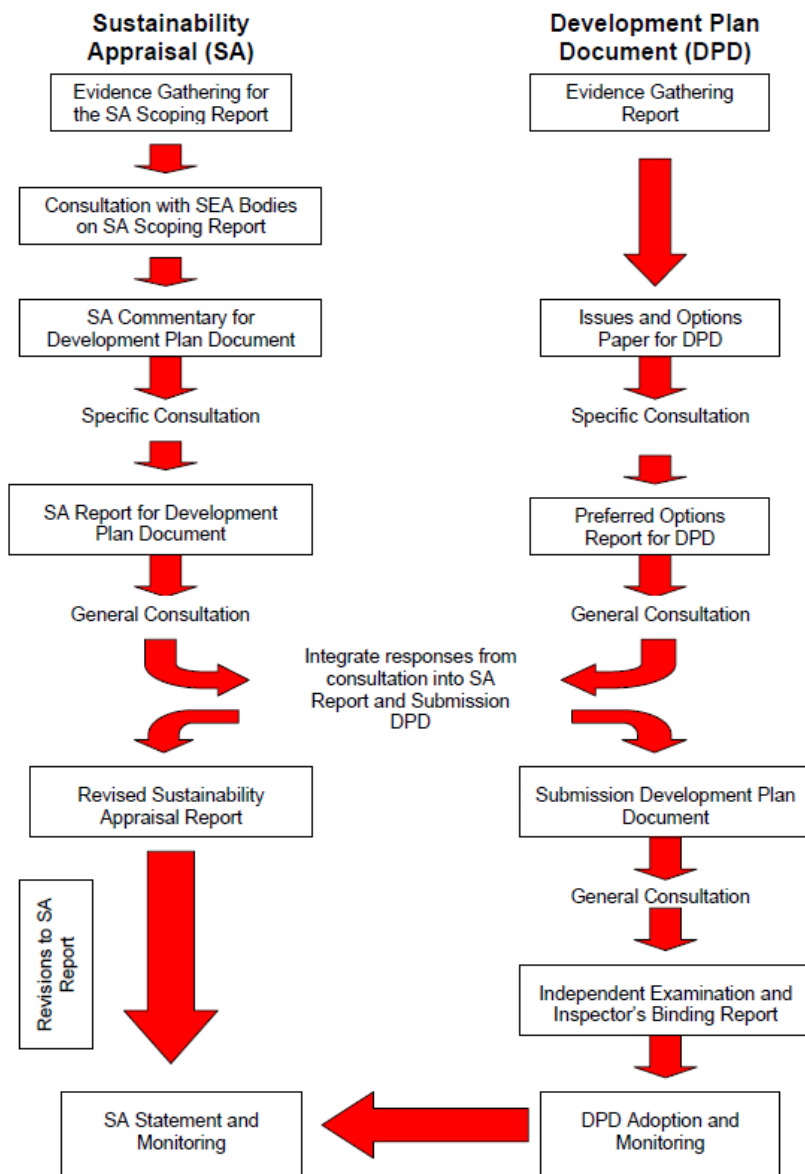 Sustainability
Appraisal (SA)
Evidence Gathering for
the SA Scoping Report
Consultation with SEA Bodies
on SA Scoping Report
SA Commentary for
Development Plan Document
Specific Consultation
SA Report for Development
Plan Document
General Consultation
Development Plan
Document (DPD)
Evidence Gathering
Report
Issues and Options
Paper for DPD
Specific Consultation
Preferred Options
Report for DPD
General Consultation
Integrate responses from
consultation into SA
Report and Submission
DPD
Revised Sustainability
Appraisal Report
Revisions to SA
Report
SA Statement and
Monitoring
Submission Development Plan
Document
General Consultation
Independent Examination and
Inspector's Binding Report
DPD Adoption and
Monitoring